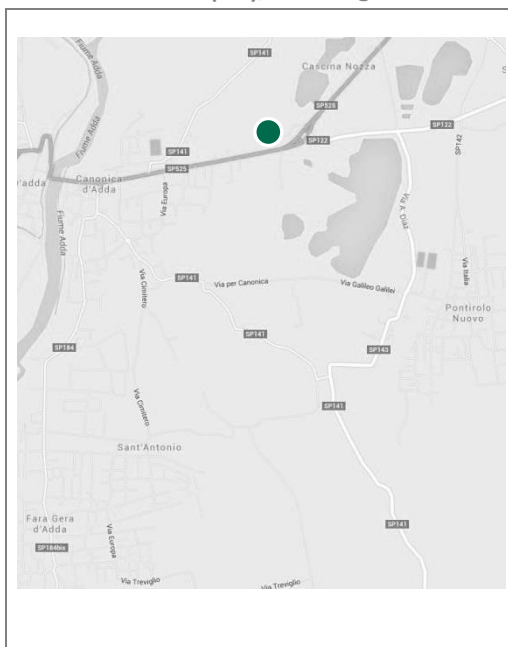 SP141
Fiume Adda
Cascina Nozza
SP525
Fiume Adda
SP122
SP122
SP142
SP141
SP525
Canonica
d'Adda
'adda
Via Europa
Via A. Diaz
Fiume Adda
Via Italia
SP141
Via per Canonica
Via Galileo Galilei
Via Cimitero
Pontirolo
Nuovo
SP141
SP184
SP143
SP141
Via Cimitero
Sant'Antonio
Fara Gera
d'Adda
SP184bis
Via Europa
SP141
Via Treviglio
Via Treviglio